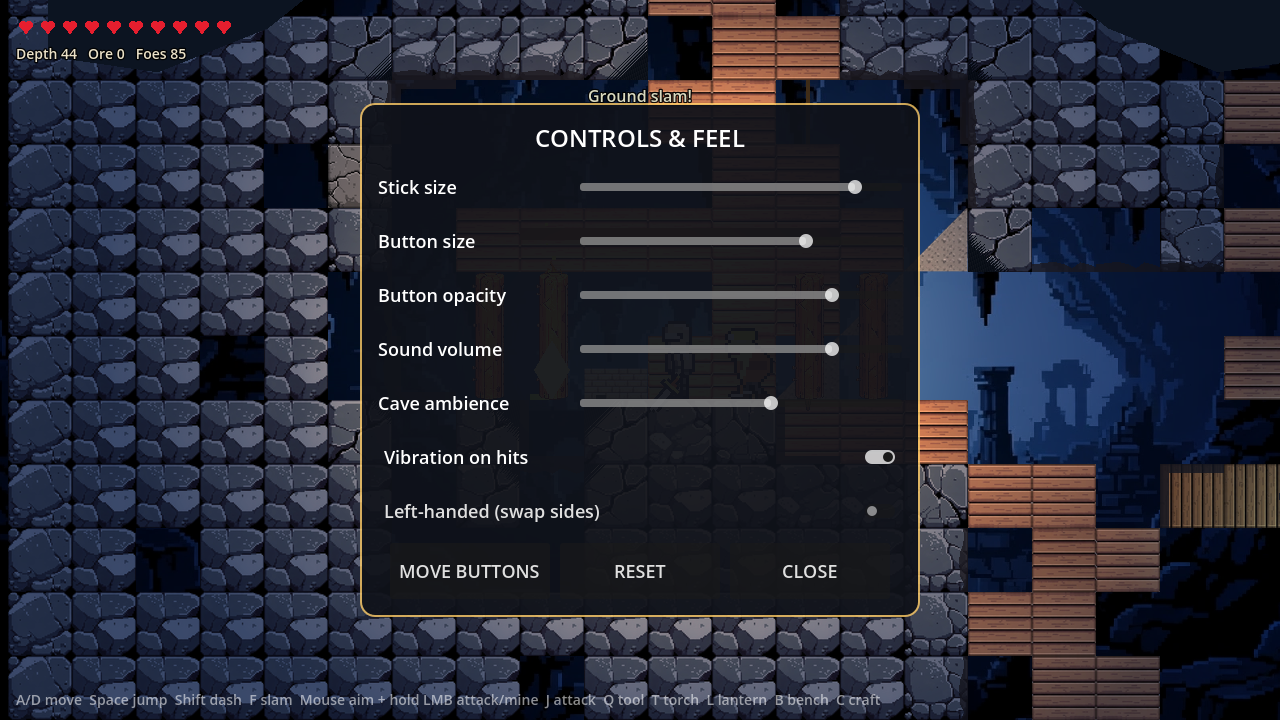 Depth 44 Ore 0 Foes 85
Ground slam!
CONTROLS & FEEL
Stick size
Button size
Button opacity
Sound volume
Cave ambience
Vibration on hits
Left-handed (swap sides)
MOVE BUTTONS RESET CLOSE
A/D move Space jump Shift dash F slam Mouse aim + hold LMB attack/mine J attack Q tool T torch L lantern B bench C craft